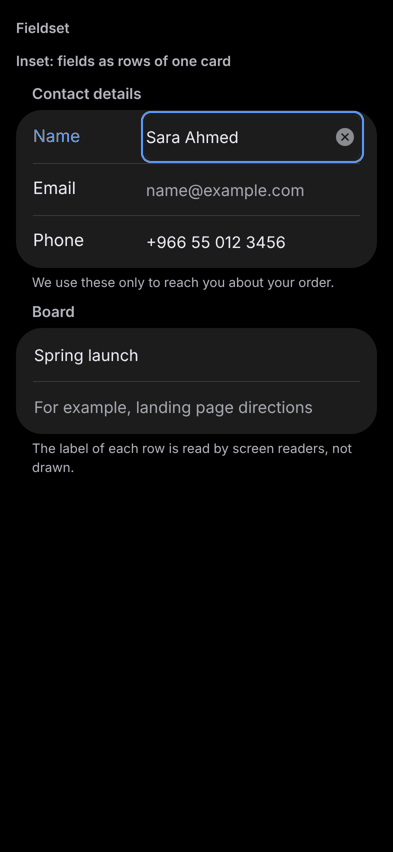 Fieldset
Inset: fields as rows of one card
Contact details
Name Sara Ahmed
Email name@example.com
Phone +966 55 012 3456
We use these only to reach you about your order.
Board
Spring launch
For example, landing page directions
The label of each row is read by screen readers, not
drawn.